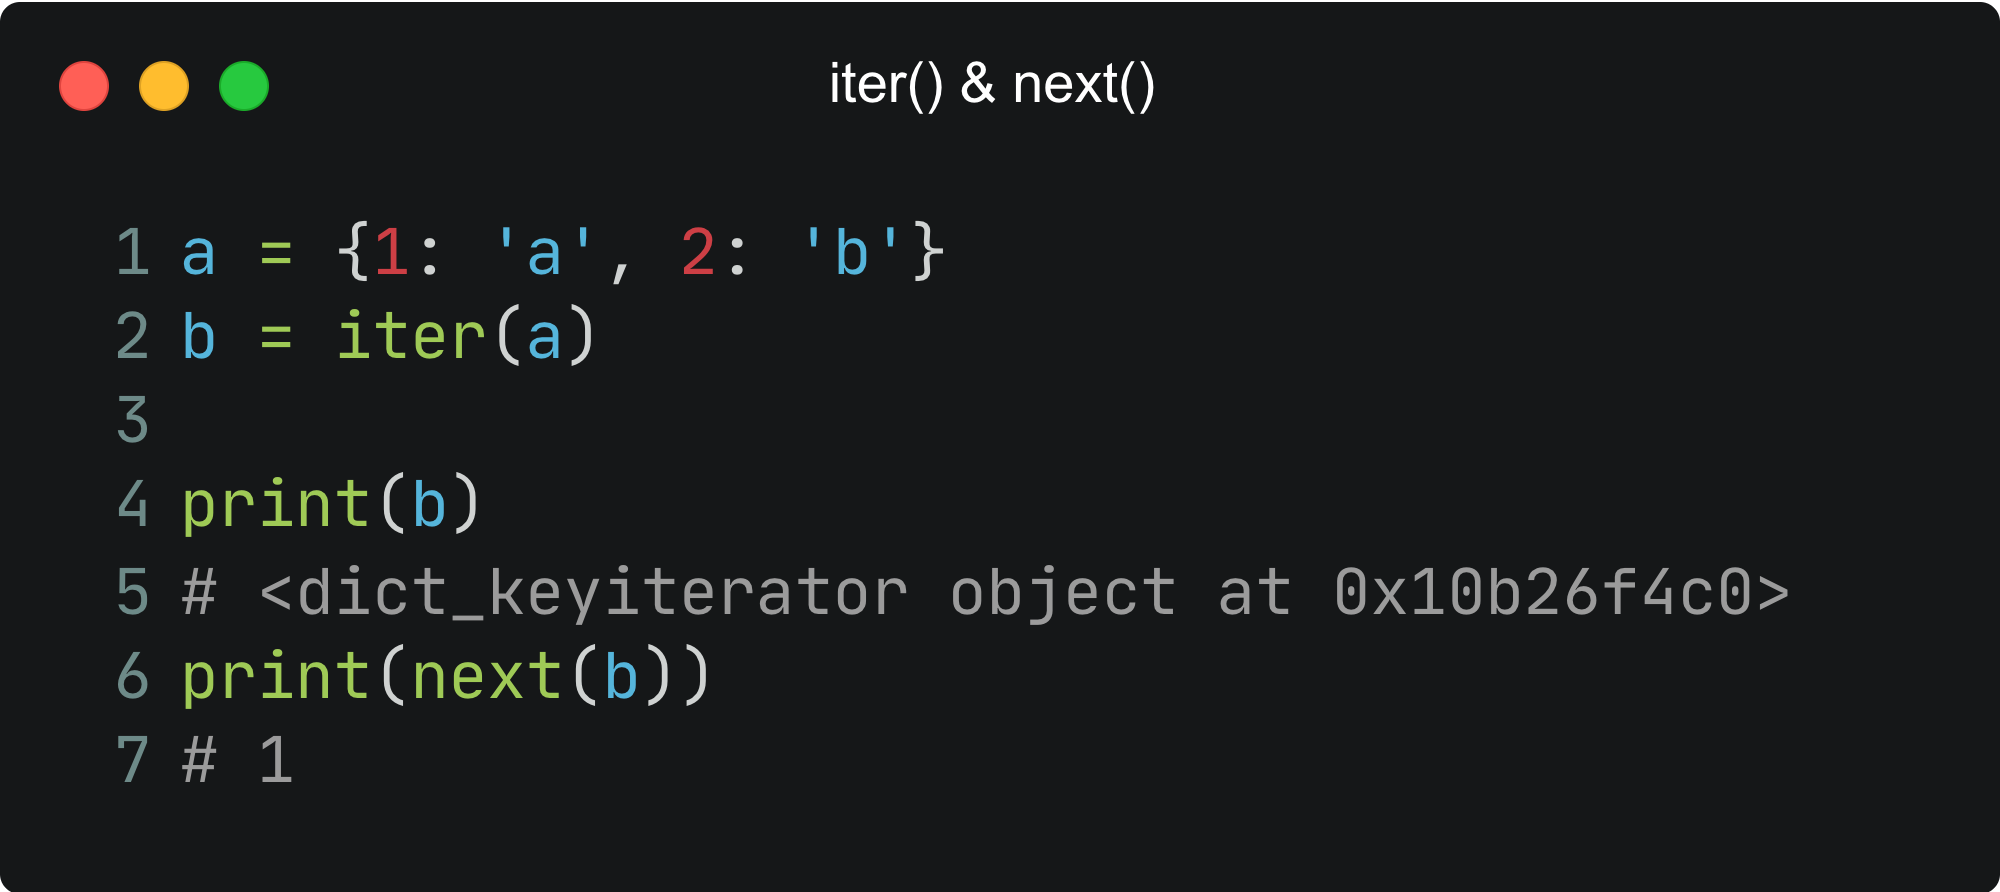 iter() & next()
1 a = {1: 'a', 2: 'b'}
2 b = iter(a)
3
4 print(b)
5 # <dict_keyiterator object at 0x10b26f4c0>
6 print(next(b))
7 # 1